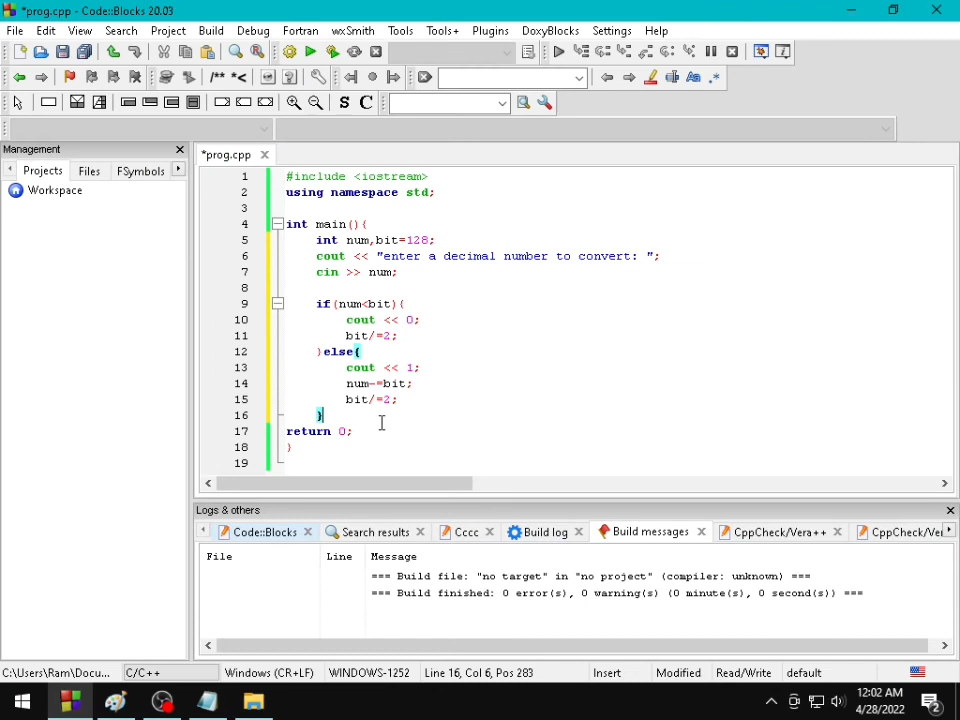 *prog.cpp - Code::Blocks 20.03
File Edit View Search Project Build Debug Fortran wxSmith Tools Tools+ Plugins DoxyBlocks Settings Help
/** *<
S C
Management
*prog.cpp
Projects Files FSymbols
Workspace
1 #include <iostream>
2 using namespace std;
3
4 int main(){
5 int num,bit=128;
6 cout << "enter a decimal number to convert: ";
7 cin >> num;
8
9 if(num<bit){
10 cout << 0;
11 bit/=2;
12 }else{
13 cout << 1;
14 num-=bit;
15 bit/=2;
16 }
17 return 0;
18 }
19
Logs & others
Code::Blocks Search results Cccc Build log Build messages CppCheck/Vera++ CppCheck/Ver
File Line Message
=== Build file: "no target" in "no project" (compiler: unknown) ===
=== Build finished: 0 error(s), 0 warning(s) (0 minute(s), 0 second(s)) ===
C:\Users\Ram\Docu... C/C++ Windows (CR+LF) WINDOWS-1252 Line 16, Col 6, Pos 283 Insert Modified Read/Write default
12:02 AM
4/28/2022
2